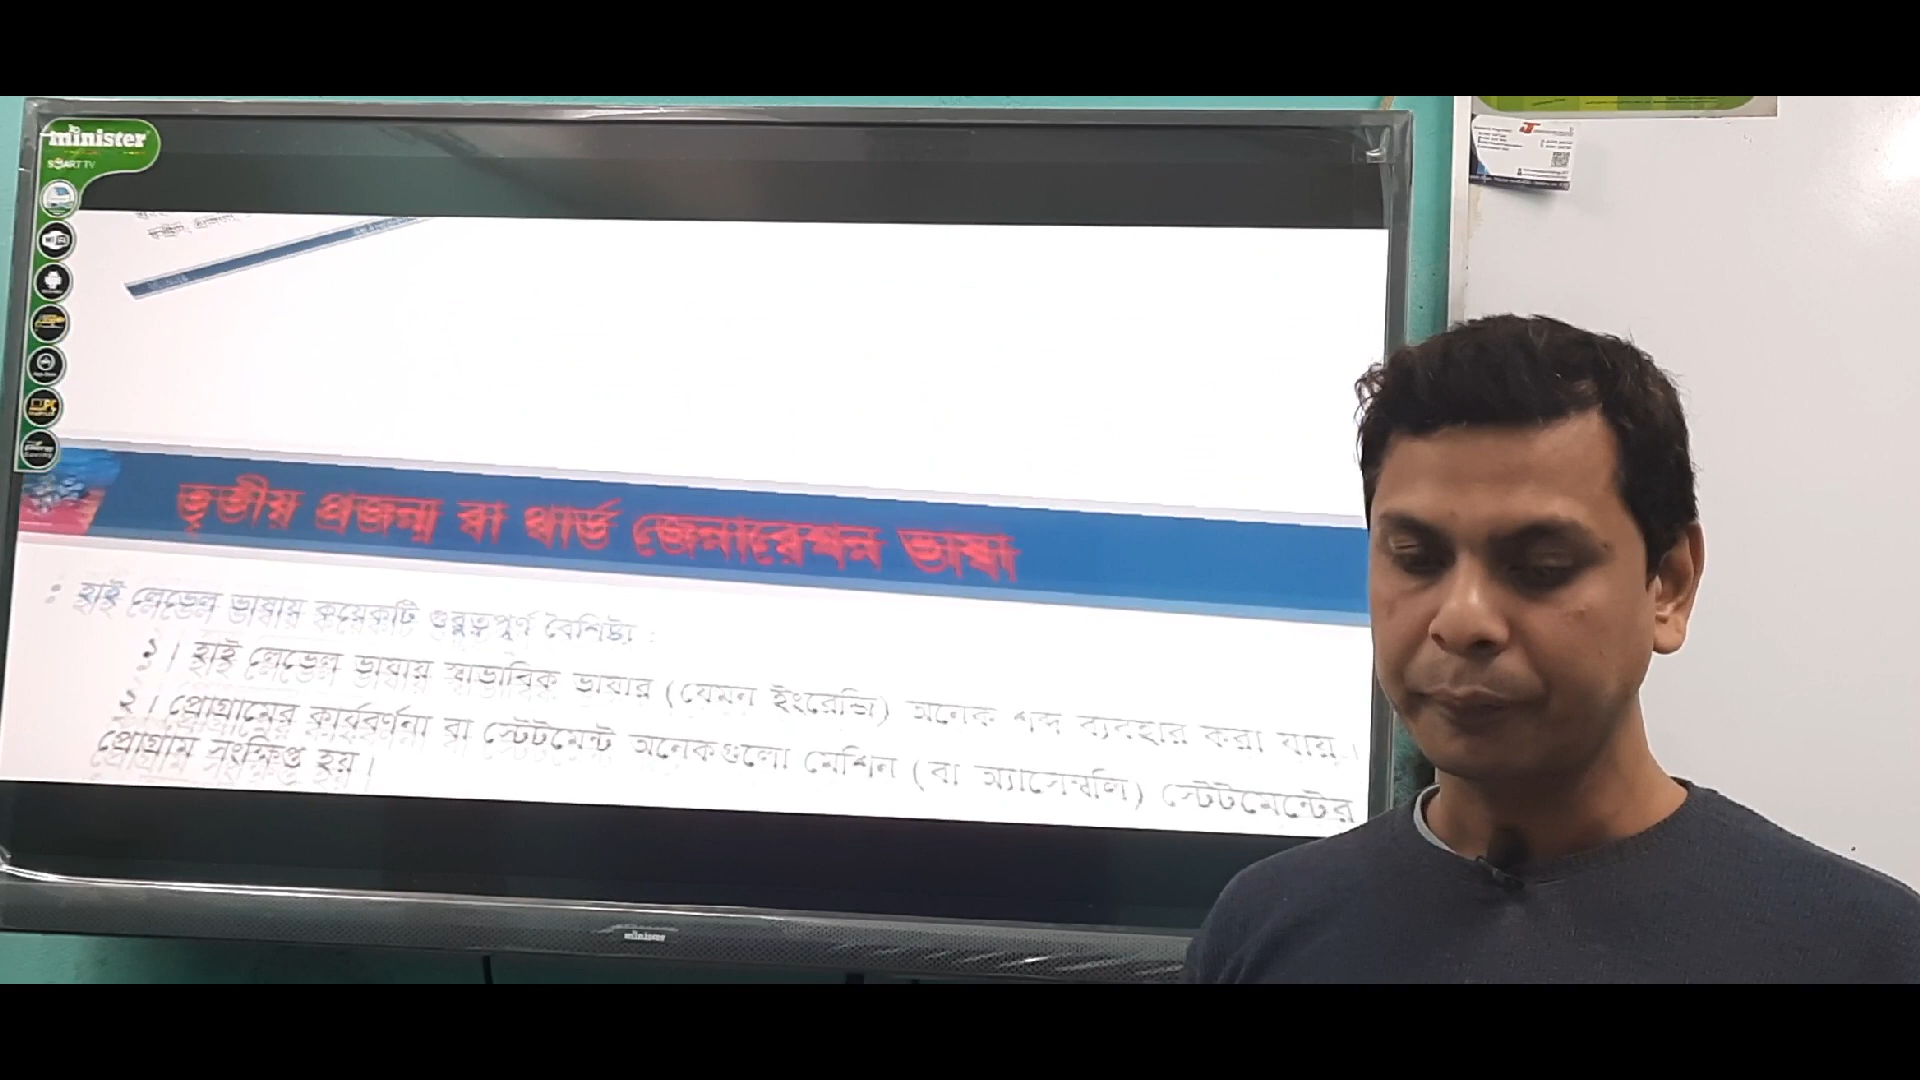 minister
SMART TV
তৃতীয় প্রজন্ম বা থার্ড জেনারেশন ভাষা
: হাই লেভেল ভাষায় কয়েকটি গুরুত্বপূর্ণ বৈশিষ্ট্য :
১। হাই লেভেল ভাষায় স্বাভাবিক ভাষার (যেমন ইংরেজি) অনেক শব্দ ব্যবহার করা যায়।
২। প্রোগ্রামের কার্যবর্ণনা বা স্টেটমেন্ট অনেকগুলো মেশিন (বা অ্যাসেম্বলি) স্টেটমেন্টের
প্রোগ্রাম সংক্ষিপ্ত হয়।
minister